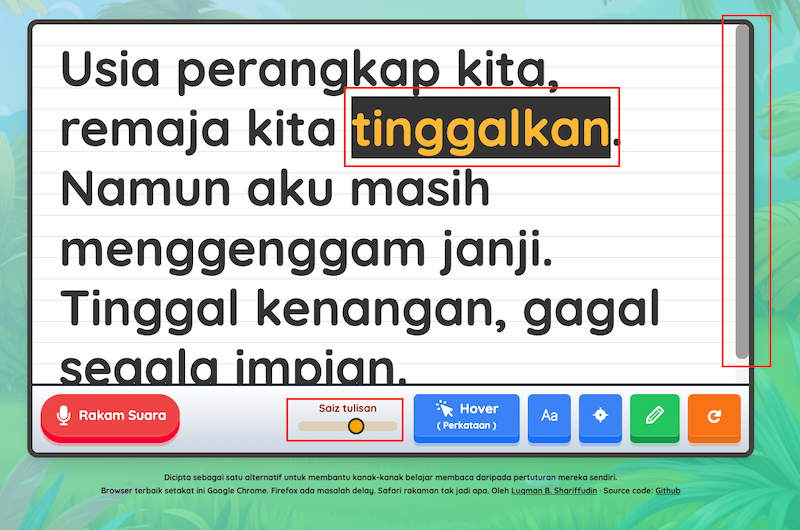 Usia perangkap kita,
remaja kita tinggalkan.
Namun aku masih
menggenggam janji.
Tinggal kenangan, gagal
segala impian.
Rakam Suara
Saiz tulisan
Hover
( Perkataan )
Aa
Dicipta sebagai satu alternatif untuk membantu kanak-kanak belajar membaca daripada pertuturan mereka sendiri.
Browser terbaik setakat ini Google Chrome. Firefox ada masalah delay. Safari rakaman tak jadi apa. Oleh Luqman B. Shariffudin · Source code: Github